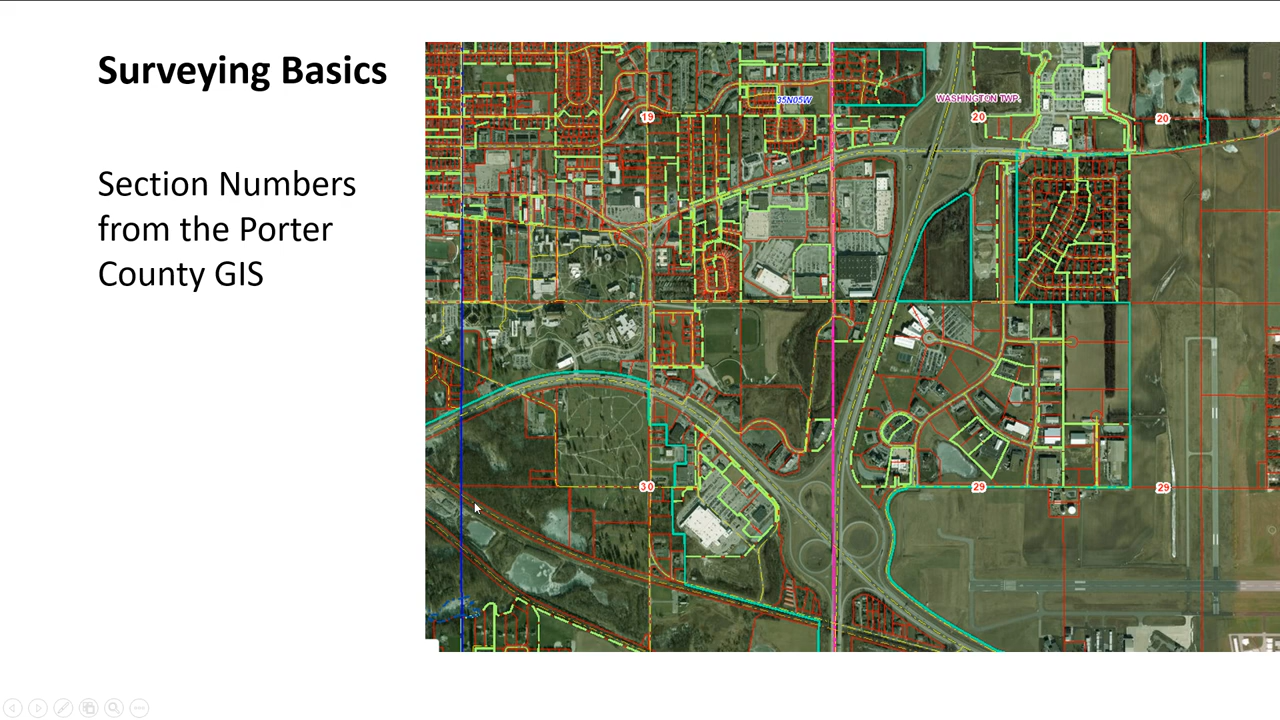 Surveying Basics
Section Numbers
from the Porter
County GIS
35N05W
WASHINGTON TWP.
19
20
20
30
29
29